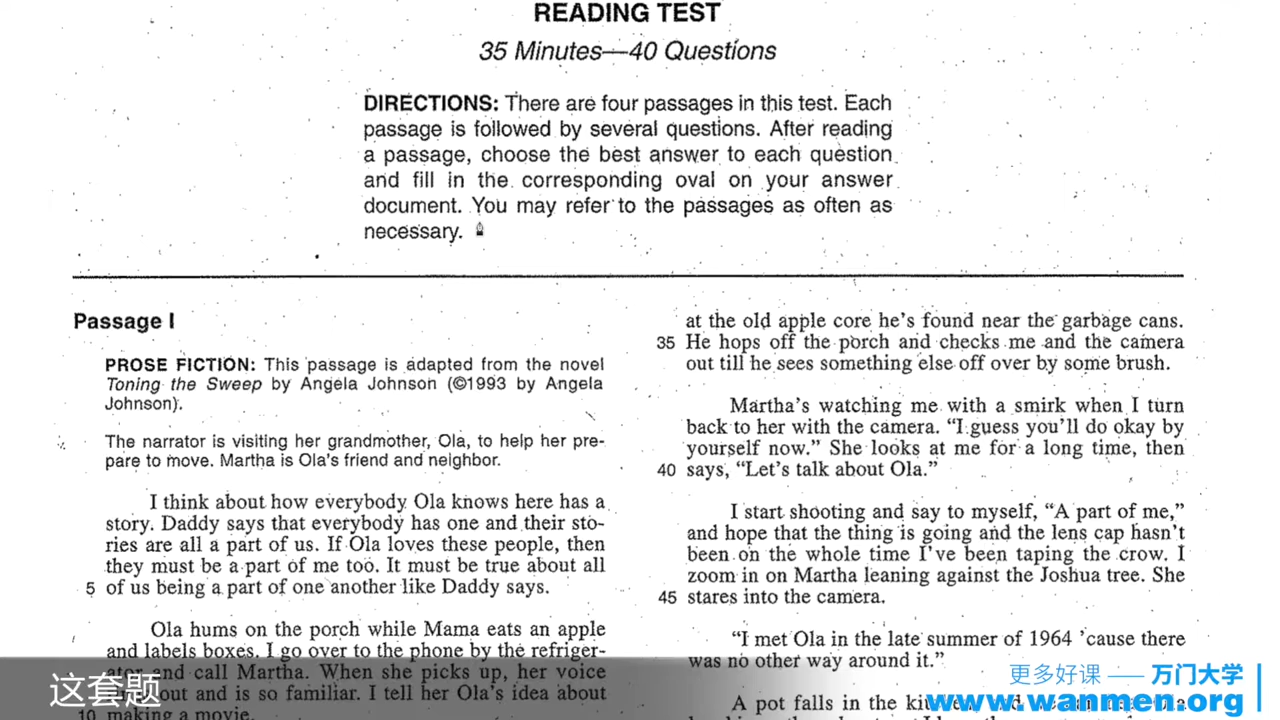 READING TEST
35 Minutes—40 Questions
DIRECTIONS: There are four passages in this test. Each
passage is followed by several questions. After reading
a passage, choose the best answer to each question
and fill in the corresponding oval on your answer
document. You may refer to the passages as often as
necessary.
Passage I
PROSE FICTION: This passage is adapted from the novel
Toning the Sweep by Angela Johnson (©1993 by Angela
Johnson).
The narrator is visiting her grandmother, Ola, to help her pre-
pare to move. Martha is Ola's friend and neighbor.
I think about how everybody Ola knows here has a
story. Daddy says that everybody has one and their sto-
ries are all a part of us. If Ola loves these people, then
they must be a part of me too. It must be true about all
5 of us being a part of one another like Daddy says.
Ola hums on the porch while Mama eats an apple
and labels boxes. I go over to the phone by the refriger-
ator and call Martha. When she picks up, her voice
out and is so familiar. I tell her Ola's idea about
10 making a movie.
at the old apple core he's found near the garbage cans.
35 He hops off the porch and checks me and the camera
out till he sees something else off over by some brush.
Martha's watching me with a smirk when I turn
back to her with the camera. "I guess you'll do okay by
yourself now." She looks at me for a long time, then
40 says, "Let's talk about Ola."
I start shooting and say to myself, "A part of me,"
and hope that the thing is going and the lens cap hasn't
been on the whole time I've been taping the crow. I
zoom in on Martha leaning against the Joshua tree. She
45 stares into the camera.
"I met Ola in the late summer of 1964 'cause there
was no other way around it."
A pot falls in the
这套题
更多好课 —— 万门大学
www.wanmen.org